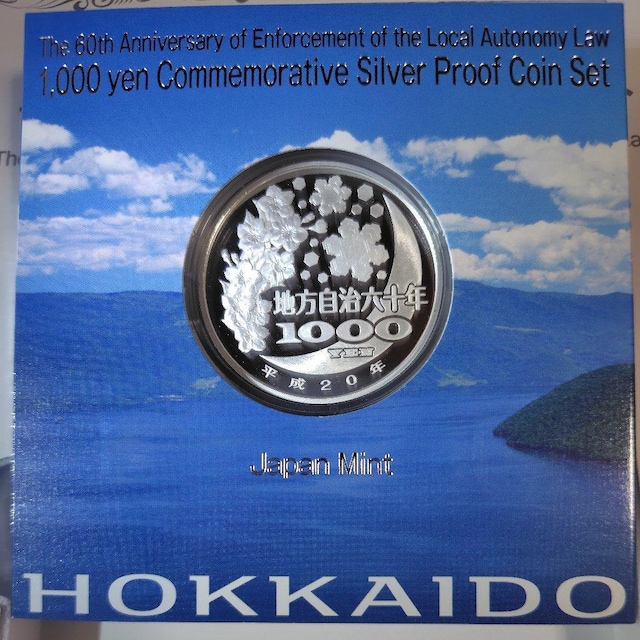 The 60th Anniversary of Enforcement of the Local Autonomy Law
1,000 yen Commemorative Silver Proof Coin Set
地方自治六十年
1000
YEN
平成20年
Japan Mint
HOKKAIDO